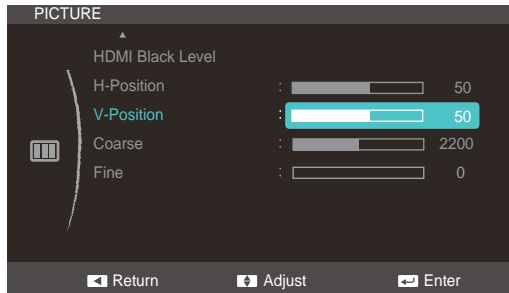 PICTURE
HDMI Black Level
H-Position : 50
V-Position : 50
Coarse : 2200
Fine : 0
Return Adjust Enter